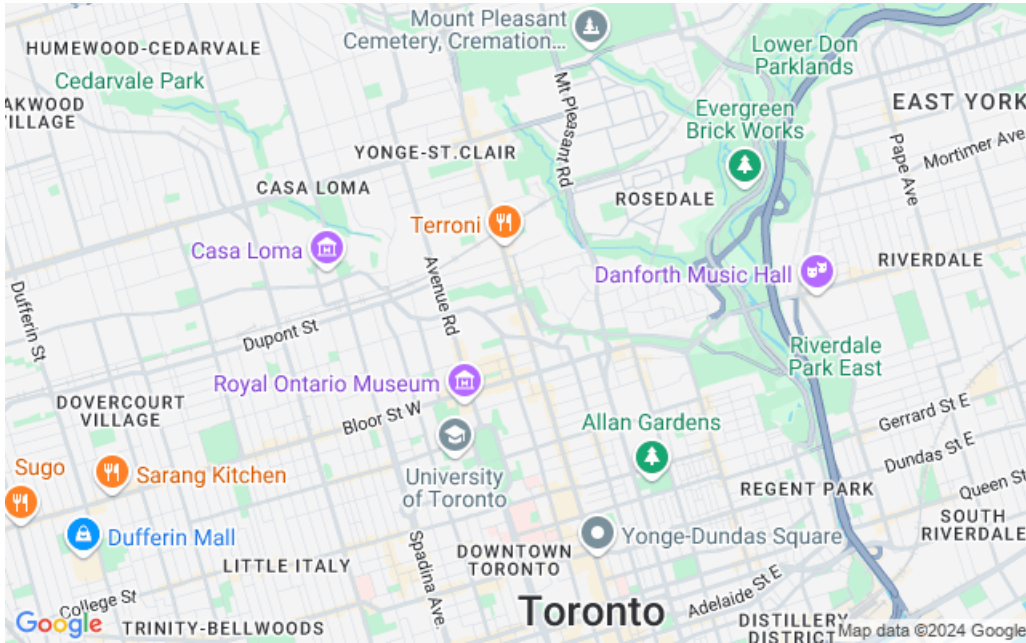 Mount Pleasant
Cemetery, Cremation...
HUMEWOOD-CEDARVALE
Lower Don
Parklands
Cedarvale Park
Mt Pleasant Rd
AKWOOD
VILLAGE
EAST YORK
Evergreen
Brick Works
Pape Ave
Mortimer Ave
YONGE-ST.CLAIR
CASA LOMA
ROSEDALE
Terroni
Casa Loma
Avenue Rd
Danforth Music Hall
RIVERDALE
Dufferin St
Dupont St
Riverdale
Park East
Royal Ontario Museum
DOVERCOURT
VILLAGE
Bloor St W
Allan Gardens
Gerrard St E
Sugo
Sarang Kitchen
University
of Toronto
Dundas St E
REGENT PARK
Queen St
SOUTH
RIVERDALE
Dufferin Mall
Yonge-Dundas Square
LITTLE ITALY
Spadina Ave.
DOWNTOWN
TORONTO
Adelaide St E
College St
Google
TRINITY-BELLWOODS
Toronto
DISTILLERY
DISTRICT
Map data ©2024 Google